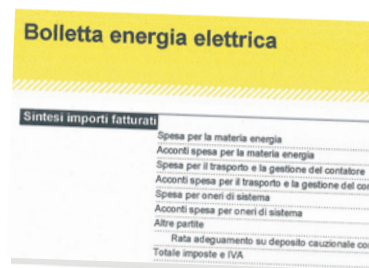 Bolletta energia elettrica
Sintesi importi fatturati
Spesa per la materia energia
Acconti spesa per la materia energia
Spesa per il trasporto e la gestione del contatore
Acconti spesa per il trasporto e la gestione del
Spesa per oneri di sistema
Acconti spesa per oneri di sistema
Altre partite
Rata adeguamento su deposito cauzionale
Totale imposte e IVA